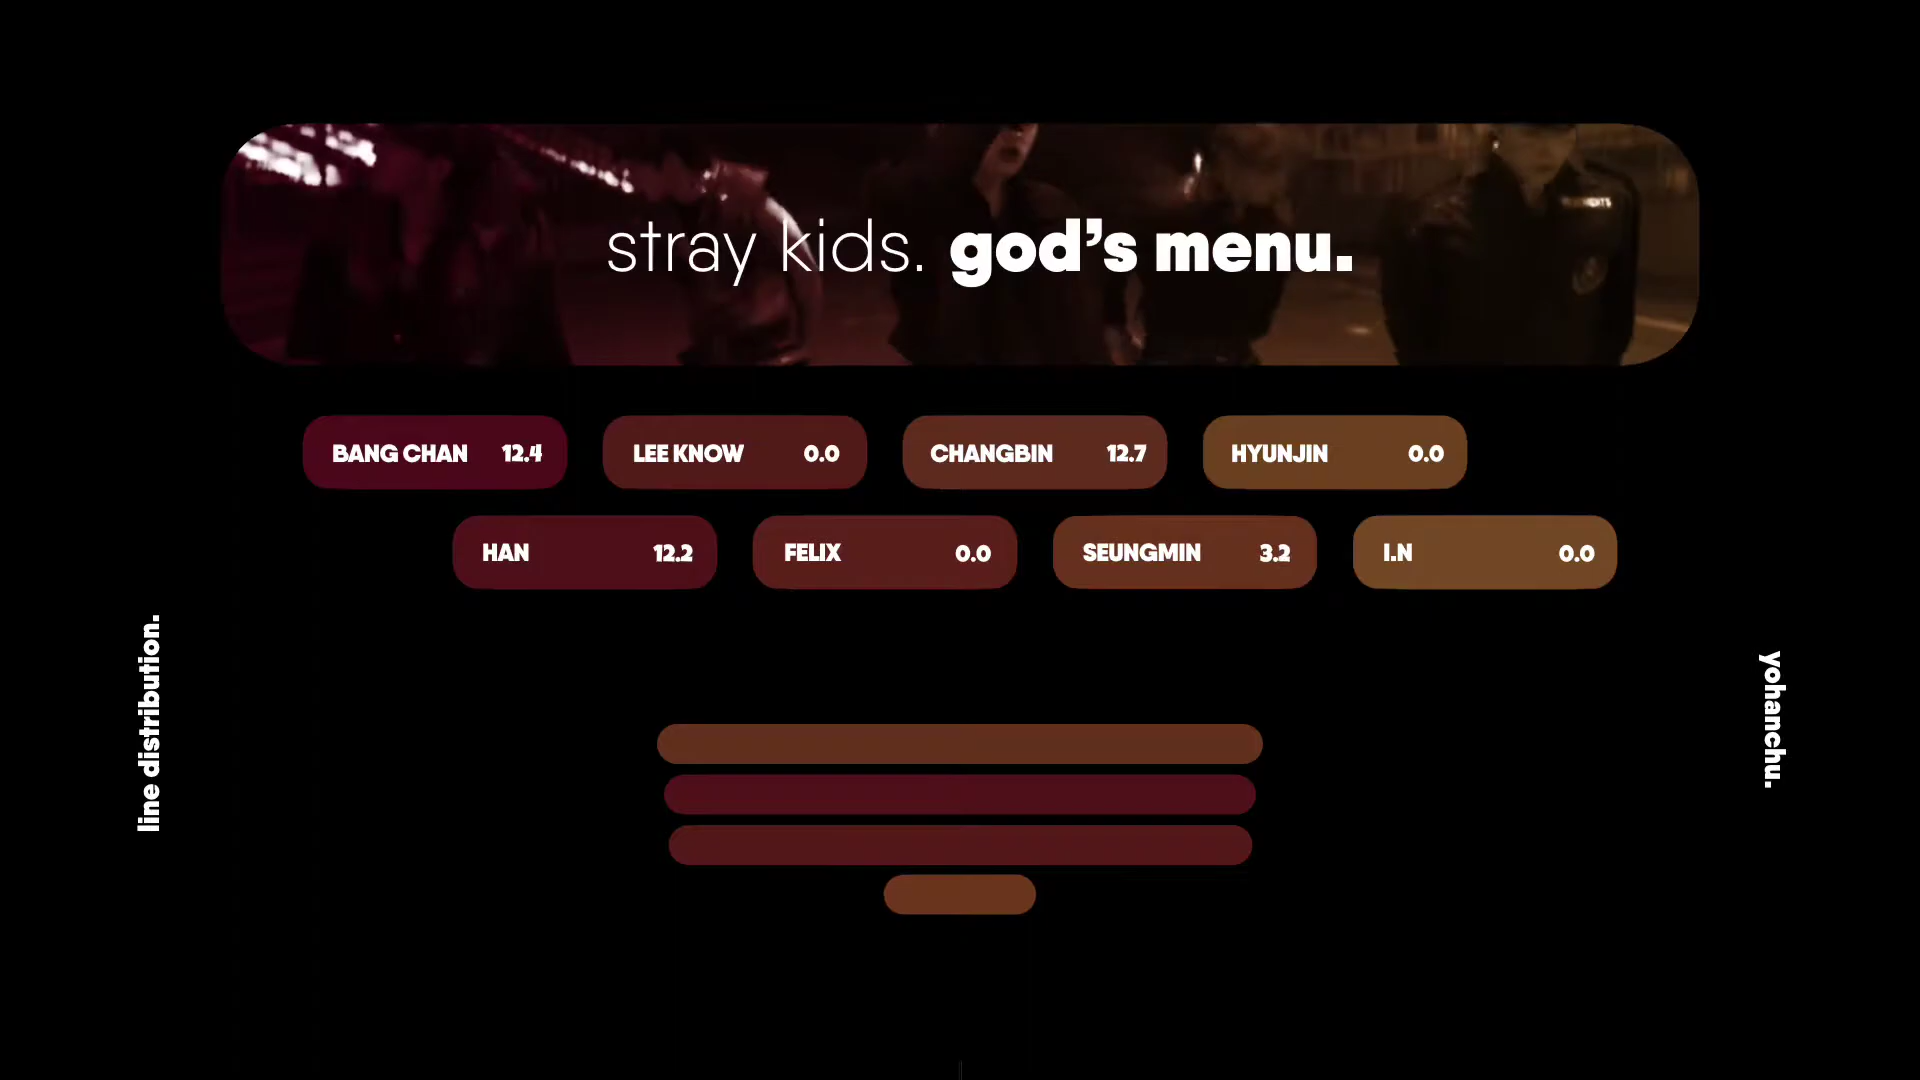 stray kids. god's menu.
BANG CHAN 12.4
LEE KNOW 0.0
CHANGBIN 12.7
HYUNJIN 0.0
HAN 12.2
FELIX 0.0
SEUNGMIN 3.2
I.N 0.0
line distribution.
yohanchu.